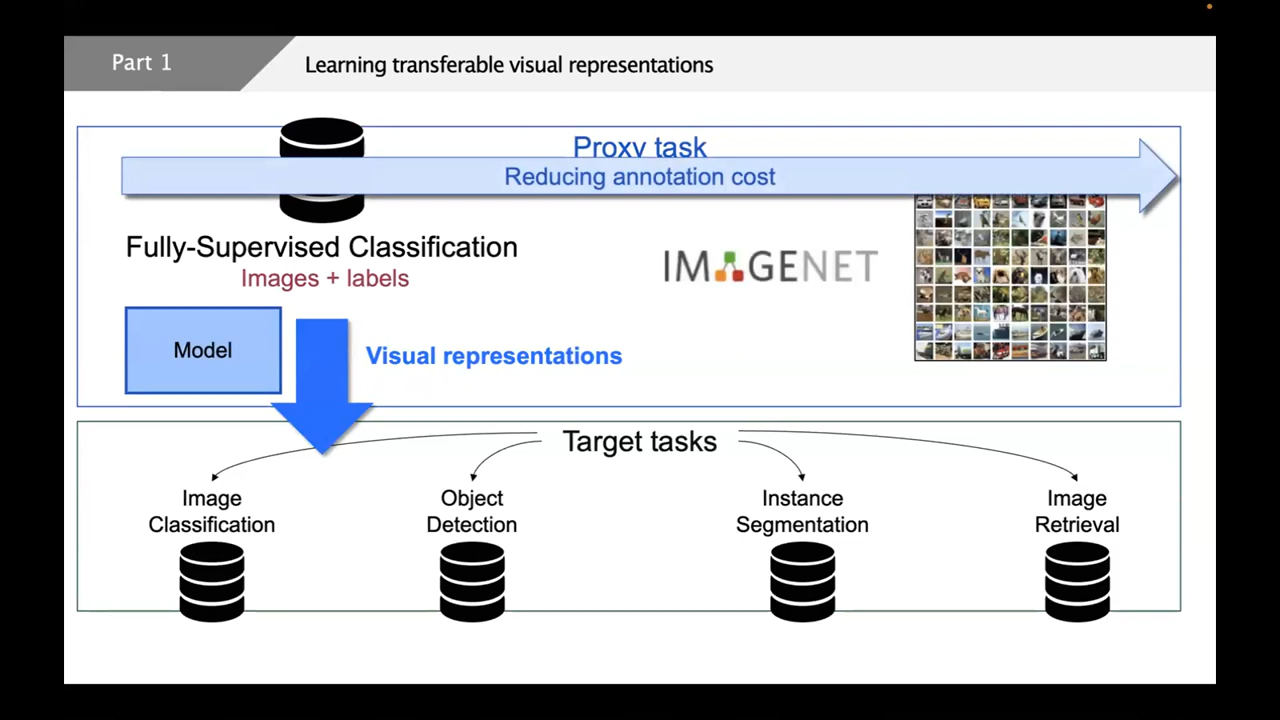 Part 1
Learning transferable visual representations
Proxy task
Reducing annotation cost
Fully-Supervised Classification
Images + labels
IMAGENET
Model
Visual representations
Target tasks
Image
Classification
Object
Detection
Instance
Segmentation
Image
Retrieval